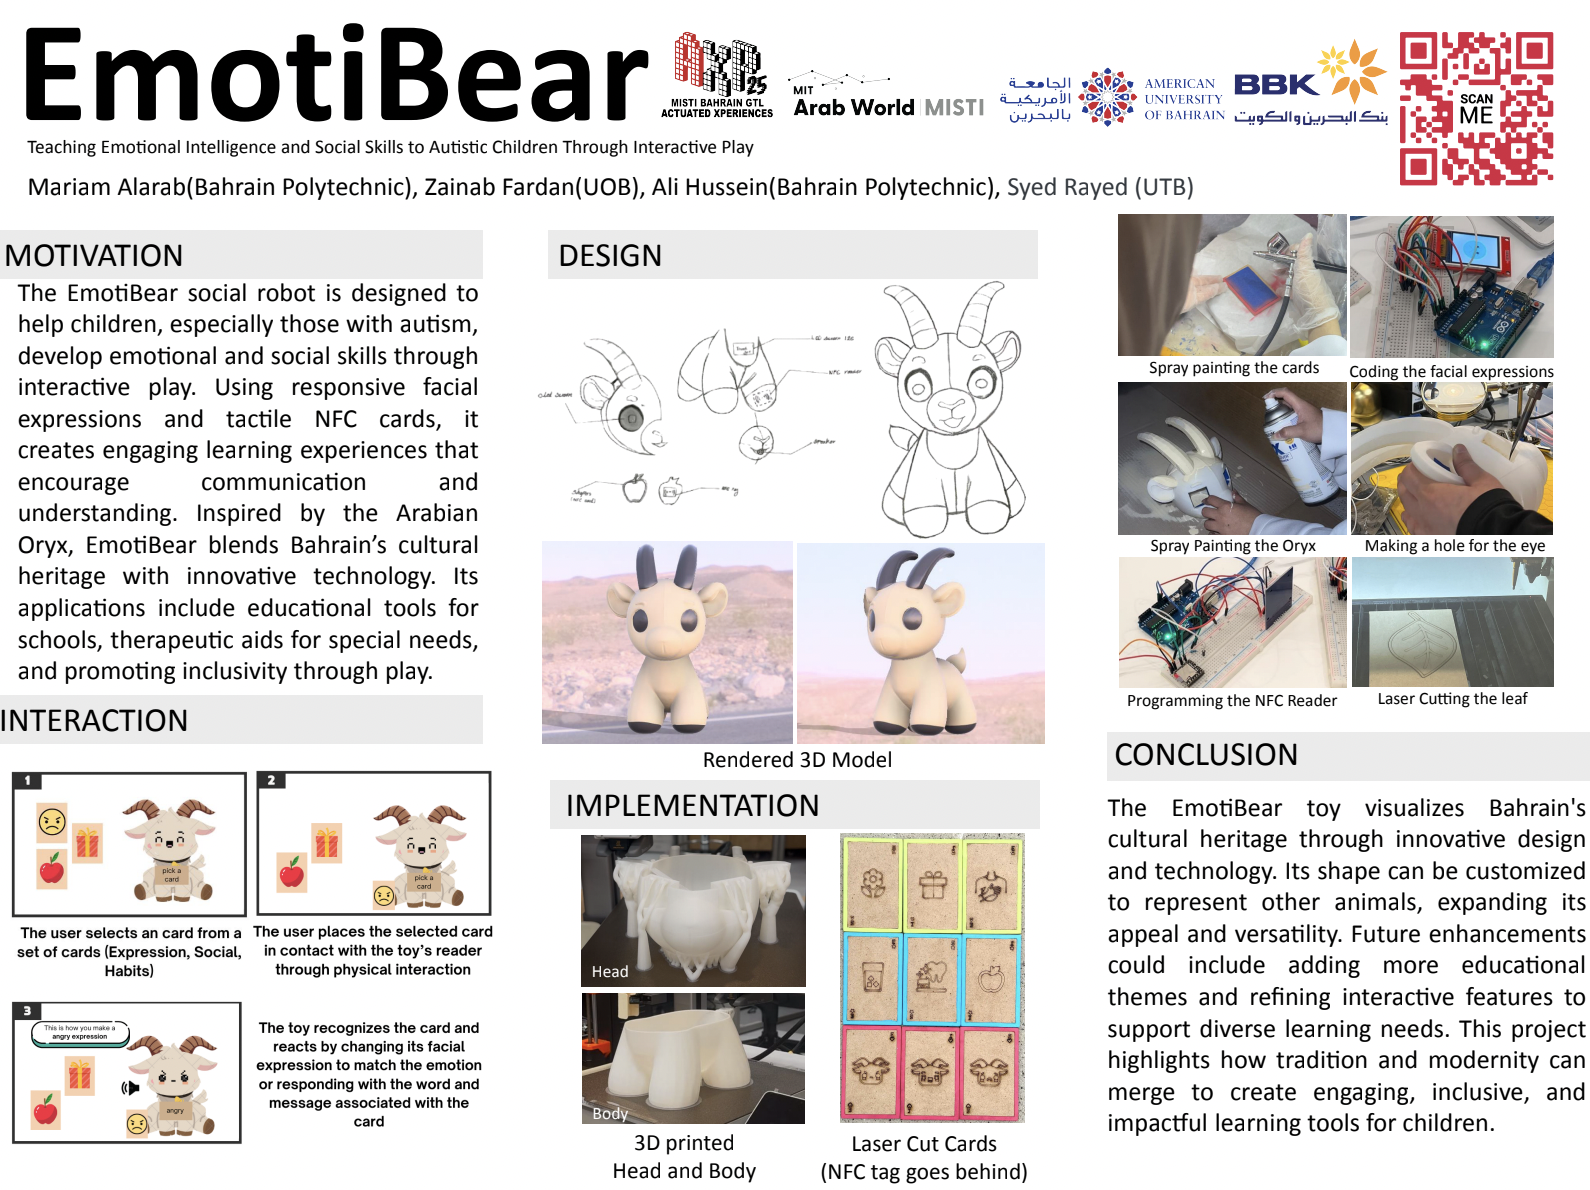 EmotiBear
AXP
25
MISTI BAHRAIN GTL
ACTUATED XPERIENCES
MIT
Arab World | MISTI
الجامعة
الأمريكية
بالبحرين
AMERICAN
UNIVERSITY
OF BAHRAIN
BBK
بنك البحرين والكويت
SCAN
ME
Teaching Emotional Intelligence and Social Skills to Autistic Children Through Interactive Play
Mariam Alarab(Bahrain Polytechnic), Zainab Fardan(UOB), Ali Hussein(Bahrain Polytechnic), Syed Rayed (UTB)
MOTIVATION
The EmotiBear social robot is designed to
help children, especially those with autism,
develop emotional and social skills through
interactive play. Using responsive facial
expressions and tactile NFC cards, it
creates engaging learning experiences that
encourage communication and
understanding. Inspired by the Arabian
Oryx, EmotiBear blends Bahrain’s cultural
heritage with innovative technology. Its
applications include educational tools for
schools, therapeutic aids for special needs,
and promoting inclusivity through play.
INTERACTION
1
pick a
card
The user selects an card from a
set of cards (Expression, Social,
Habits)
2
pick a
card
The user places the selected card
in contact with the toy’s reader
through physical interaction
3
This is how you make a
angry expression
angry
The toy recognizes the card and
reacts by changing its facial
expression to match the emotion
or responding with the word and
message associated with the
card
DESIGN
NFC reader
Speaker
Rendered 3D Model
IMPLEMENTATION
Head
Body
3D printed
Head and Body
Laser Cut Cards
(NFC tag goes behind)
Spray painting the cards
Coding the facial expressions
Spray Painting the Oryx
Making a hole for the eye
Programming the NFC Reader
Laser Cutting the leaf
CONCLUSION
The EmotiBear toy visualizes Bahrain's
cultural heritage through innovative design
and technology. Its shape can be customized
to represent other animals, expanding its
appeal and versatility. Future enhancements
could include adding more educational
themes and refining interactive features to
support diverse learning needs. This project
highlights how tradition and modernity can
merge to create engaging, inclusive, and
impactful learning tools for children.